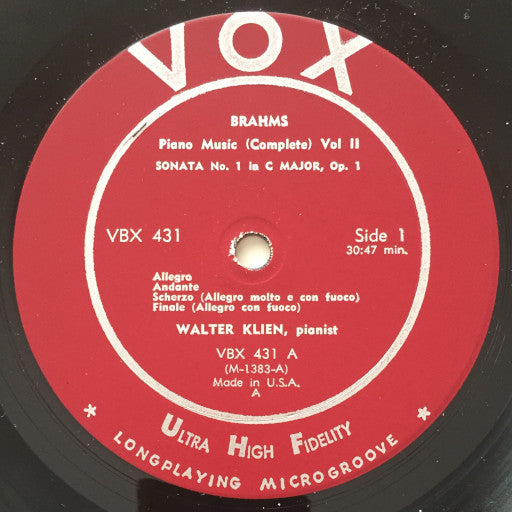 VOX
BRAHMS
Piano Music (Complete) Vol II
SONATA No. 1 in C MAJOR, Op. 1
VBX 431
Side 1
30:47 min.
Allegro
Andante
Scherzo (Allegro molto e con fuoco)
Finale (Allegro con fuoco)
WALTER KLIEN, pianist
VBX 431 A
(M-1383-A)
Made in U.S.A.
A
ULTRA HIGH FIDELITY
* LONGPLAYING MICROGROOVE *